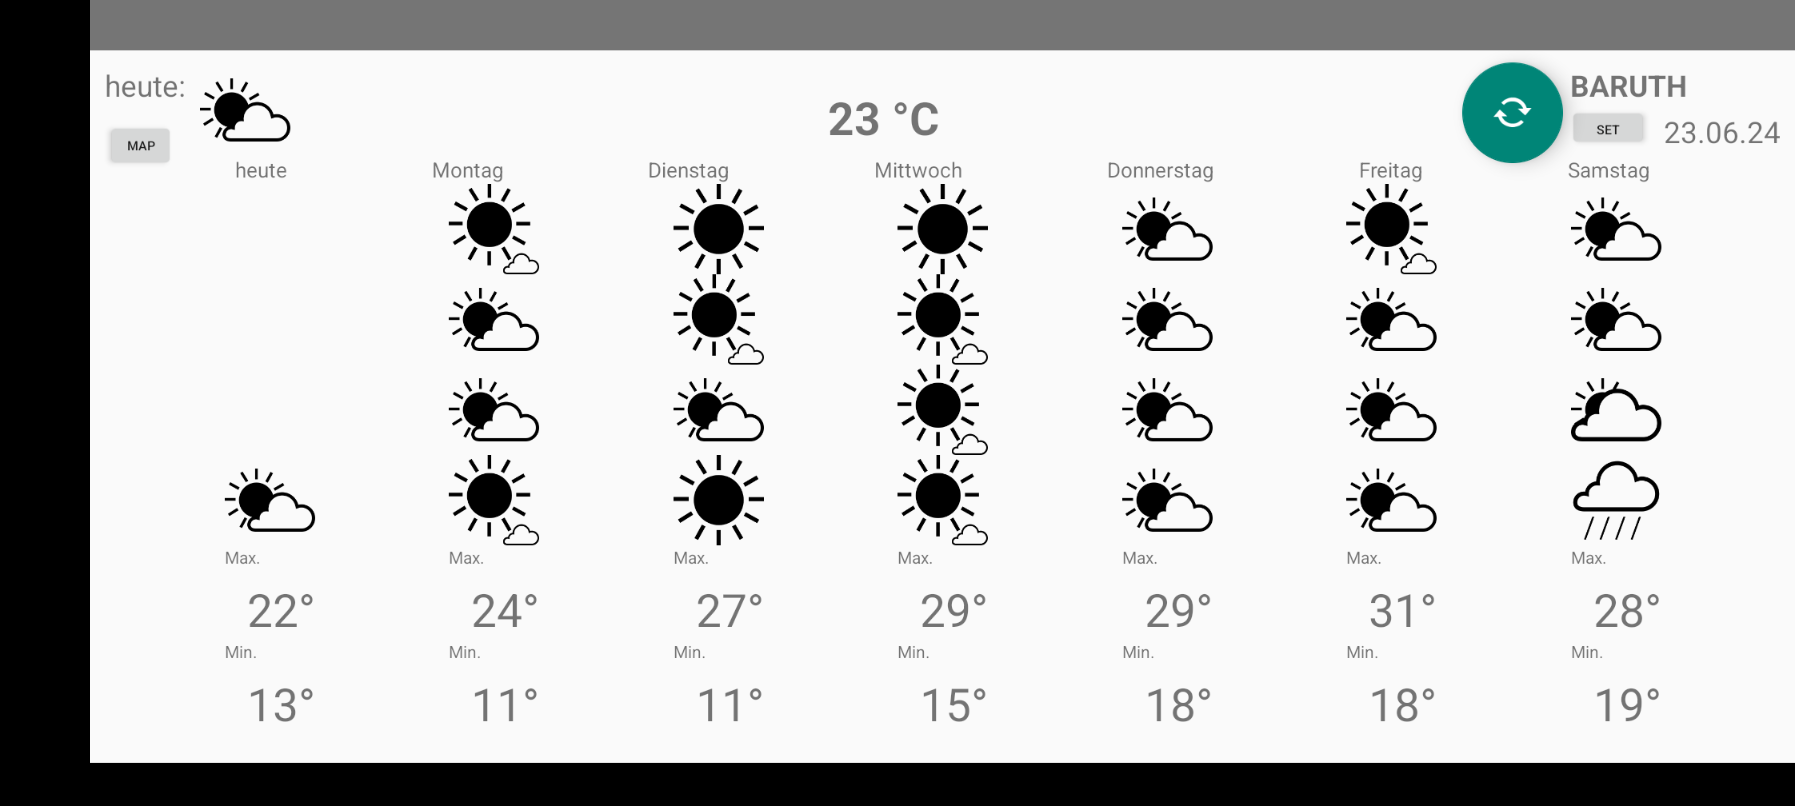 heute:
23 °C
BARUTH
MAP
SET
23.06.24
heute Montag Dienstag Mittwoch Donnerstag Freitag Samstag
Max. Max. Max. Max. Max. Max. Max.
22° 24° 27° 29° 29° 31° 28°
Min. Min. Min. Min. Min. Min. Min.
13° 11° 11° 15° 18° 18° 19°